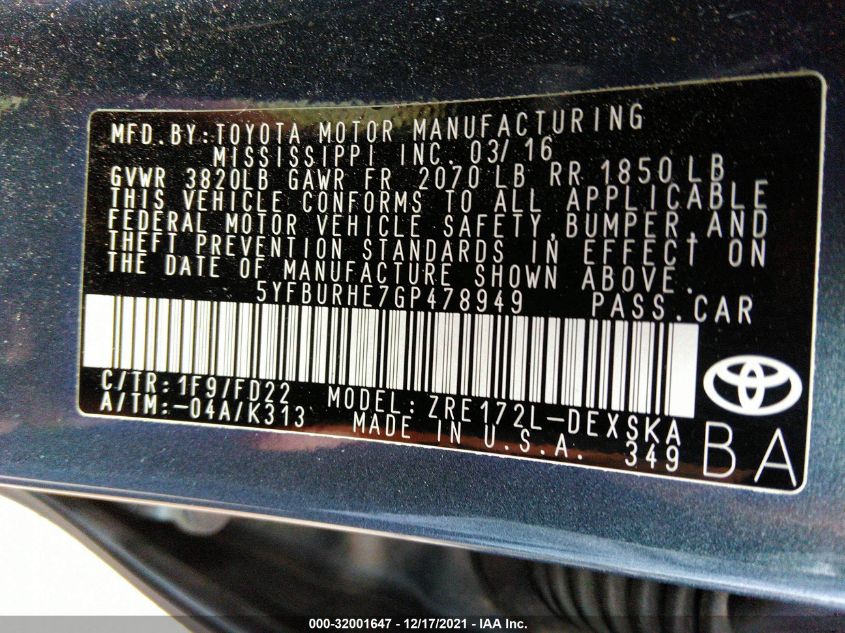 MFD.BY:TOYOTA MOTOR MANUFACTURING
MISSISSIPPI INC. 03/16
GVWR 3820LB GAWR FR 2070 LB RR 1850 LB
THIS VEHICLE CONFORMS TO ALL APPLICABLE
FEDERAL MOTOR VEHICLE SAFETY,BUMPER,AND
THEFT PREVENTION STANDARDS IN EFFECT ON
THE DATE OF MANUFACTURE SHOWN ABOVE.
5YFBURHE7GP478949 PASS.CAR
C/TR:1F9/FD22 MODEL:ZRE172L-DEXSKA
A/TM:-04A/K313 MADE IN U.S.A. 349
BA
000-32001647 - 12/17/2021 - IAA Inc.